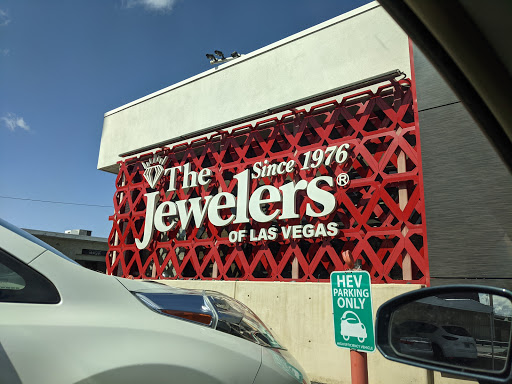 The Since 1976
Jewelers®
OF LAS VEGAS
HEV
PARKING
ONLY